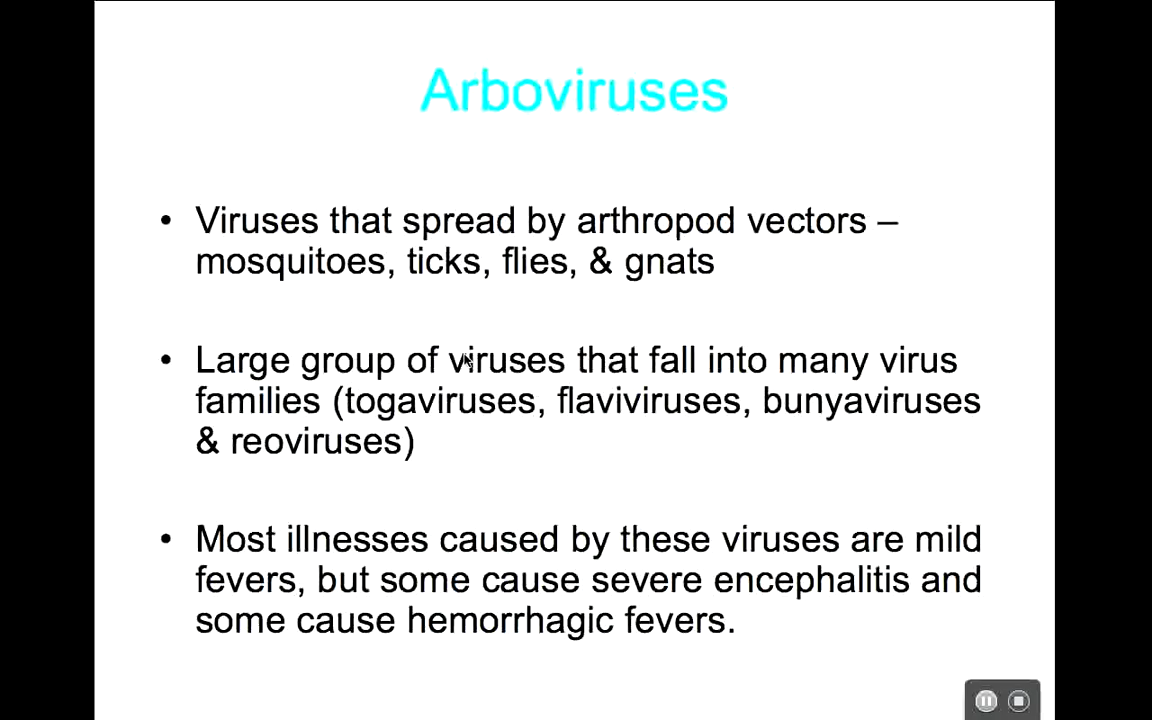 Arboviruses
• Viruses that spread by arthropod vectors –
mosquitoes, ticks, flies, & gnats
• Large group of viruses that fall into many virus
families (togaviruses, flaviviruses, bunyaviruses
& reoviruses)
• Most illnesses caused by these viruses are mild
fevers, but some cause severe encephalitis and
some cause hemorrhagic fevers.